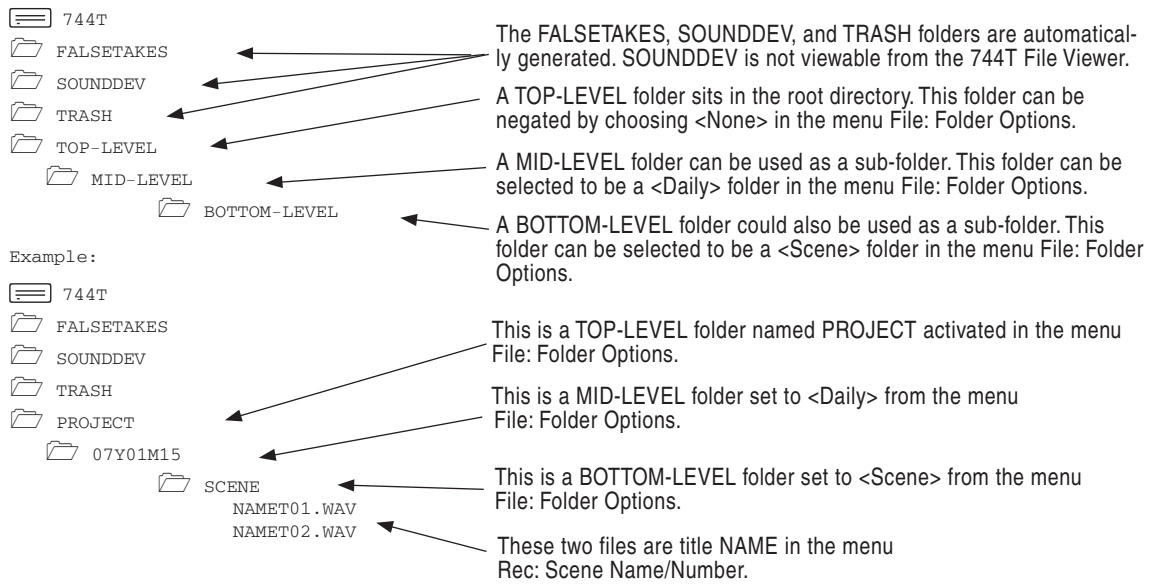 744T
FALSETAKES
SOUNDDEV
TRASH
TOP-LEVEL
MID-LEVEL
BOTTOM-LEVEL
The FALSETAKES, SOUNDDEV, and TRASH folders are automatical-
ly generated. SOUNDDEV is not viewable from the 744T File Viewer.
A TOP-LEVEL folder sits in the root directory. This folder can be
negated by choosing <None> in the menu File: Folder Options.
A MID-LEVEL folder can be used as a sub-folder. This folder can be
selected to be a <Daily> folder in the menu File: Folder Options.
A BOTTOM-LEVEL folder could also be used as a sub-folder. This
folder can be selected to be a <Scene> folder in the menu File: Folder
Options.
Example:
744T
FALSETAKES
SOUNDDEV
TRASH
PROJECT
07Y01M15
SCENE
NAMET01.WAV
NAMET02.WAV
This is a TOP-LEVEL folder named PROJECT activated in the menu
File: Folder Options.
This is a MID-LEVEL folder set to <Daily> from the menu
File: Folder Options.
This is a BOTTOM-LEVEL folder set to <Scene> from the menu
File: Folder Options.
These two files are title NAME in the menu
Rec: Scene Name/Number.